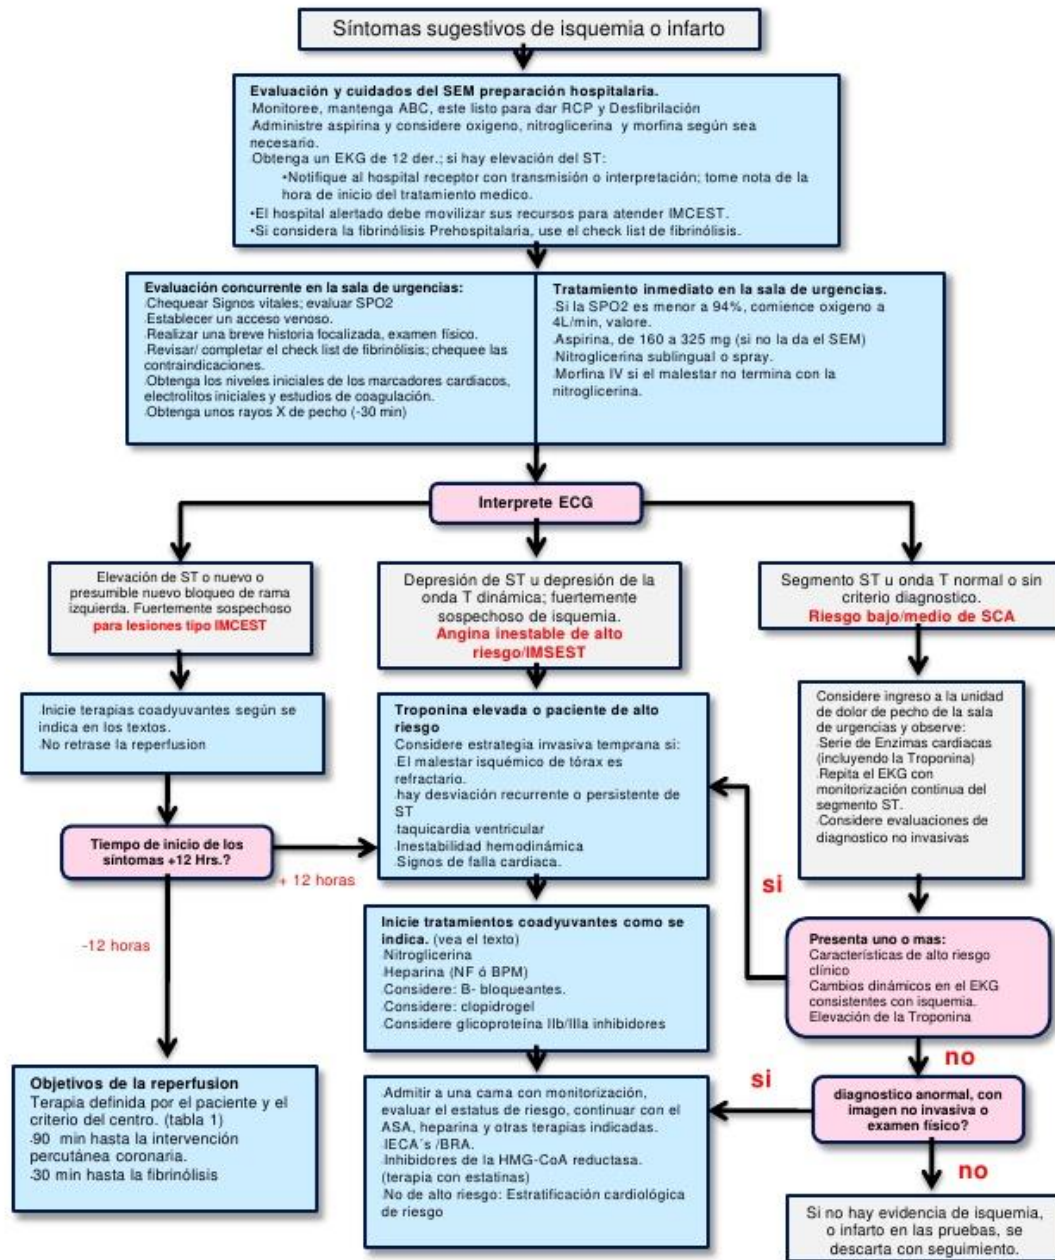 Síntomas sugestivos de isquemia o infarto
Evaluación y cuidados del SEM preparación hospitalaria.
Monitoree, mantenga ABC, este listo para dar RCP y Desfibrilación
Administre aspirina y considere oxigeno, nitroglicerina y morfina según sea
necesario.
Obtenga un EKG de 12 der.; si hay elevación del ST:
•Notifique al hospital receptor con transmisión o interpretación; tome nota de la
hora de inicio del tratamiento medico.
•El hospital alertado debe movilizar sus recursos para atender IMCEST.
•Si considera la fibrinólisis Prehospitalaria, use el check list de fibrinólisis.
Evaluación concurrente en la sala de urgencias:
Chequear Signos vitales; evaluar SPO2
Establecer un acceso venoso.
Realizar una breve historia focalizada, examen físico.
Revisar/ completar el check list de fibrinólisis; chequee las
contraindicaciones.
Obtenga los niveles iniciales de los marcadores cardiacos,
electrolitos iniciales y estudios de coagulación.
Obtenga unos rayos X de pecho (-30 min)
Tratamiento inmediato en la sala de urgencias.
Si la SPO2 es menor a 94%, comience oxigeno a
4L/min, valore.
Aspirina, de 160 a 325 mg (si no la da el SEM)
Nitroglicerina sublingual o spray.
Morfina IV si el malestar no termina con la
nitroglicerina.
Interprete ECG
Elevación de ST o nuevo o
presumible nuevo bloqueo de rama
izquierda. Fuertemente sospechoso
para lesiones tipo IMCEST
Depresión de ST u depresión de la
onda T dinámica; fuertemente
sospechoso de isquemia.
Angina inestable de alto
riesgo/IMSEST
Segmento ST u onda T normal o sin
criterio diagnostico.
Riesgo bajo/medio de SCA
Inicie terapias coadyuvantes según se
indica en los textos.
No retrase la reperfusion
Troponina elevada o paciente de alto
riesgo
Considere estrategia invasiva temprana si:
El malestar isquémico de tórax es
refractario.
hay desviación recurrente o persistente de
ST
taquicardia ventricular
Inestabilidad hemodinámica
Signos de falla cardiaca.
Considere ingreso a la unidad
de dolor de pecho de la sala
de urgencias y observe:
Serie de Enzimas cardiacas
(incluyendo la Troponina)
Repita el EKG con
monitorización continua del
segmento ST.
Considere evaluaciones de
diagnostico no invasivas
Tiempo de inicio de los
síntomas +12 Hrs.?
+ 12 horas
-12 horas
si
Inicie tratamientos coadyuvantes como se
indica. (vea el texto)
Nitroglicerina
Heparina (NF ó BPM)
Considere: B- bloqueantes.
Considere: clopidrogel
Considere glicoproteína IIb/IIIa inhibidores
Presenta uno o mas:
Características de alto riesgo
clínico
Cambios dinámicos en el EKG
consistentes con isquemia.
Elevación de la Troponina
no
si
Objetivos de la reperfusion
Terapia definida por el paciente y el
criterio del centro. (tabla 1)
-90 min hasta la intervención
percutánea coronaria.
-30 min hasta la fibrinólisis
Admitir a una cama con monitorización,
evaluar el estatus de riesgo, continuar con el
ASA, heparina y otras terapias indicadas.
IECA´s /BRA.
Inhibidores de la HMG-CoA reductasa.
(terapia con estatinas)
No de alto riesgo: Estratificación cardiológica
de riesgo
diagnostico anormal, con
imagen no invasiva o
examen físico?
no
Si no hay evidencia de isquemia,
o infarto en las pruebas, se
descarta con seguimiento.